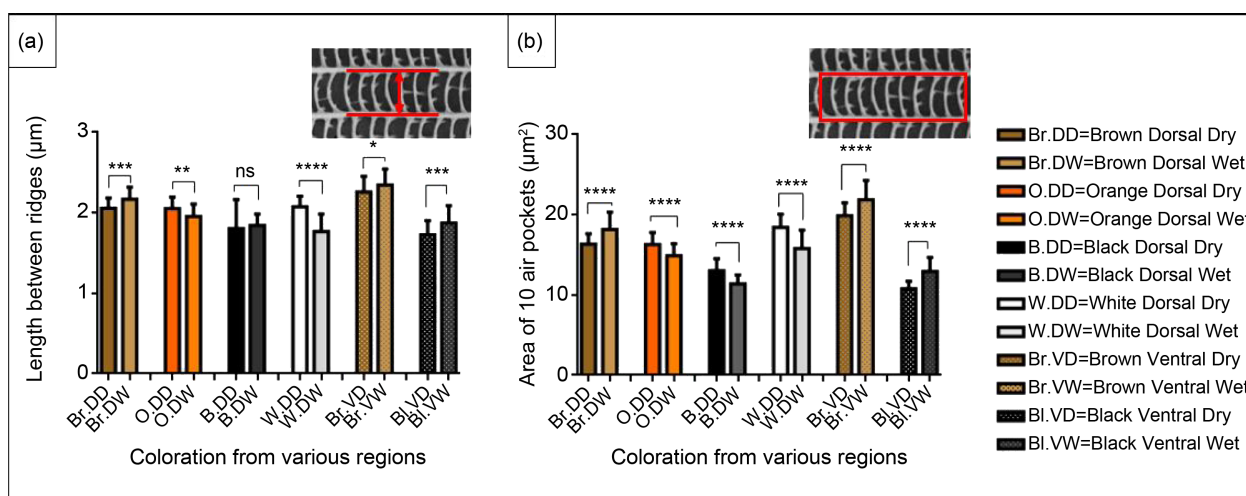 (a)
Length between ridges (μm)
3
2
1
0
***
**
ns
****
*
***
Br.DD
Br.DW
O.DD
O.DW
B.DD
B.DW
W.DD
W.DW
Br.VD
Br.VW
Bl.VD
Bl.VW
Coloration from various regions
(b)
Area of 10 air pockets (μm²)
30
20
10
0
****
****
****
****
****
****
Br.DD
Br.DW
O.DD
O.DW
B.DD
B.DW
W.DD
W.DW
Br.VD
Br.VW
Bl.VD
Bl.VW
Coloration from various regions
Br.DD=Brown Dorsal Dry
Br.DW=Brown Dorsal Wet
O.DD=Orange Dorsal Dry
O.DW=Orange Dorsal Wet
B.DD=Black Dorsal Dry
B.DW=Black Dorsal Wet
W.DD=White Dorsal Dry
W.DW=White Dorsal Wet
Br.VD=Brown Ventral Dry
Br.VW=Brown Ventral Wet
Bl.VD=Black Ventral Dry
Bl.VW=Black Ventral Wet